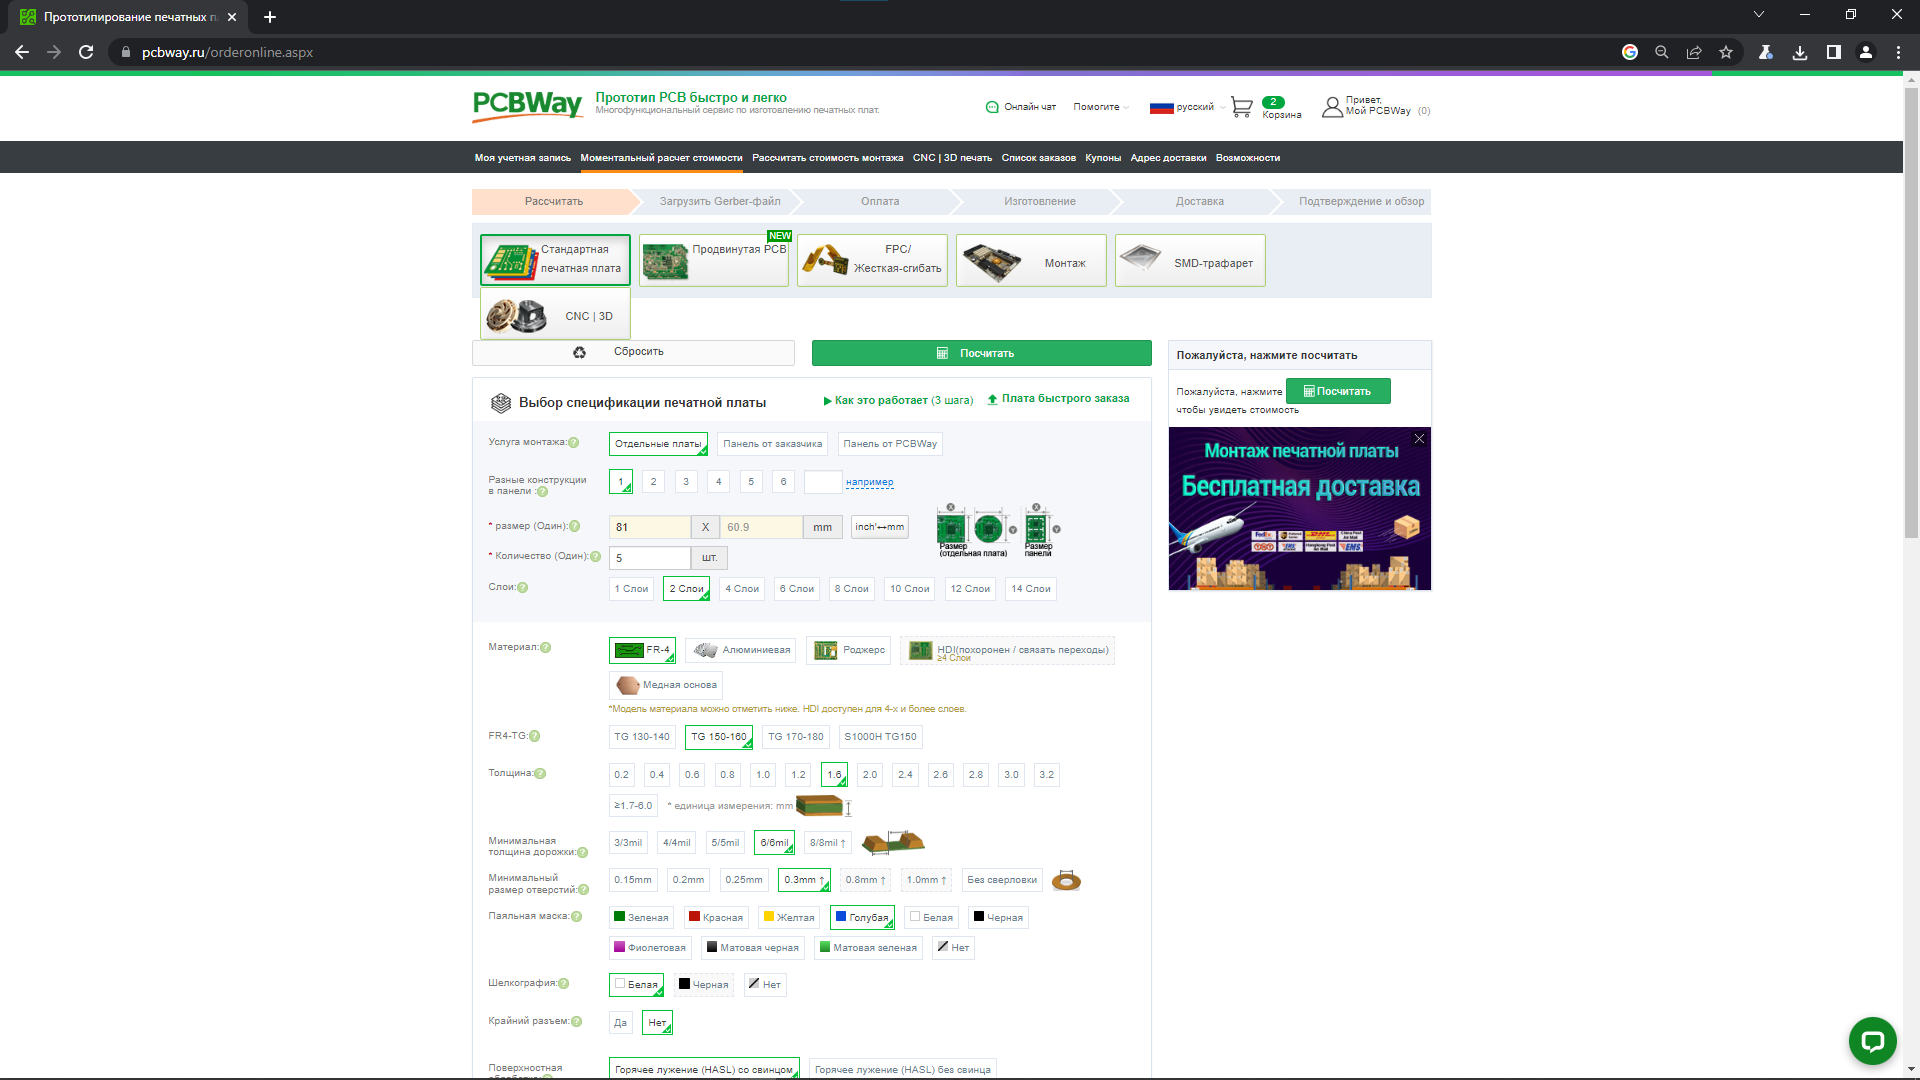 Прототипирование печатных п
pcbway.ru/orderonline.aspx
PCBWay
Прототип PCB быстро и легко
Многофункциональный сервис по изготовлению печатных плат.
Онлайн чат
Помогите
русский
2
Корзина
Привет,
Мой PCBWay (0)
Моя учетная запись
Моментальный расчет стоимости
Рассчитать стоимость монтажа
CNC | 3D печать
Список заказов
Купоны
Адрес доставки
Возможности
Рассчитать
Загрузить Gerber-файл
Оплата
Изготовление
Доставка
Подтверждение и обзор
Стандартная
печатная плата
NEW
Продвинутая PCB
FPC/
Жесткая-сгибать
Монтаж
SMD-трафарет
CNC | 3D
Сбросить
Посчитать
Пожалуйста, нажмите посчитать
Пожалуйста, нажмите Посчитать
чтобы увидеть стоимость
Монтаж печатной платы
Бесплатная доставка
FedEx
EMS
Выбор спецификации печатной платы
Как это работает (3 шага)
Плата быстрого заказа
Услуга монтажа:
Отдельные платы
Панель от заказчика
Панель от PCBWay
Разные конструкции
в панели :
1 2 3 4 5 6
например
* размер (Один):
81 X 60.9 mm
inch'↔mm
X X
Y Y
Размер
(отдельная плата)
Размер
панели
* Количество (Один):
5 шт.
Слои:
1 Слои
2 Слои
4 Слои
6 Слои
8 Слои
10 Слои
12 Слои
14 Слои
Материал:
FR-4
Алюминиевая
Роджерс
HDI(похоронен / связать переходы)
≥4 Слои
Медная основа
*Модель материала можно отметить ниже. HDI доступен для 4-х и более слоев.
FR4-TG:
TG 130-140
TG 150-160
TG 170-180
S1000H TG150
Толщина:
0.2 0.4 0.6 0.8 1.0 1.2 1.6 2.0 2.4 2.6 2.8 3.0 3.2
≥1.7-6.0
* единица измерения: mm
Минимальная
толщина дорожки:
3/3mil
4/4mil
5/5mil
6/6mil
8/8mil ↑
Минимальный
размер отверстий:
0.15mm
0.2mm
0.25mm
0.3mm ↑
0.8mm ↑
1.0mm ↑
Без сверловки
Паяльная маска:
Зеленая
Красная
Желтая
Голубая
Белая
Черная
Фиолетовая
Матовая черная
Матовая зеленая
Нет
Шелкография:
Белая
Черная
Нет
Крайний разъем:
Да
Нет
Поверхностная
Горячее лужение (HASL) со свинцом
Горячее лужение (HASL) без свинца